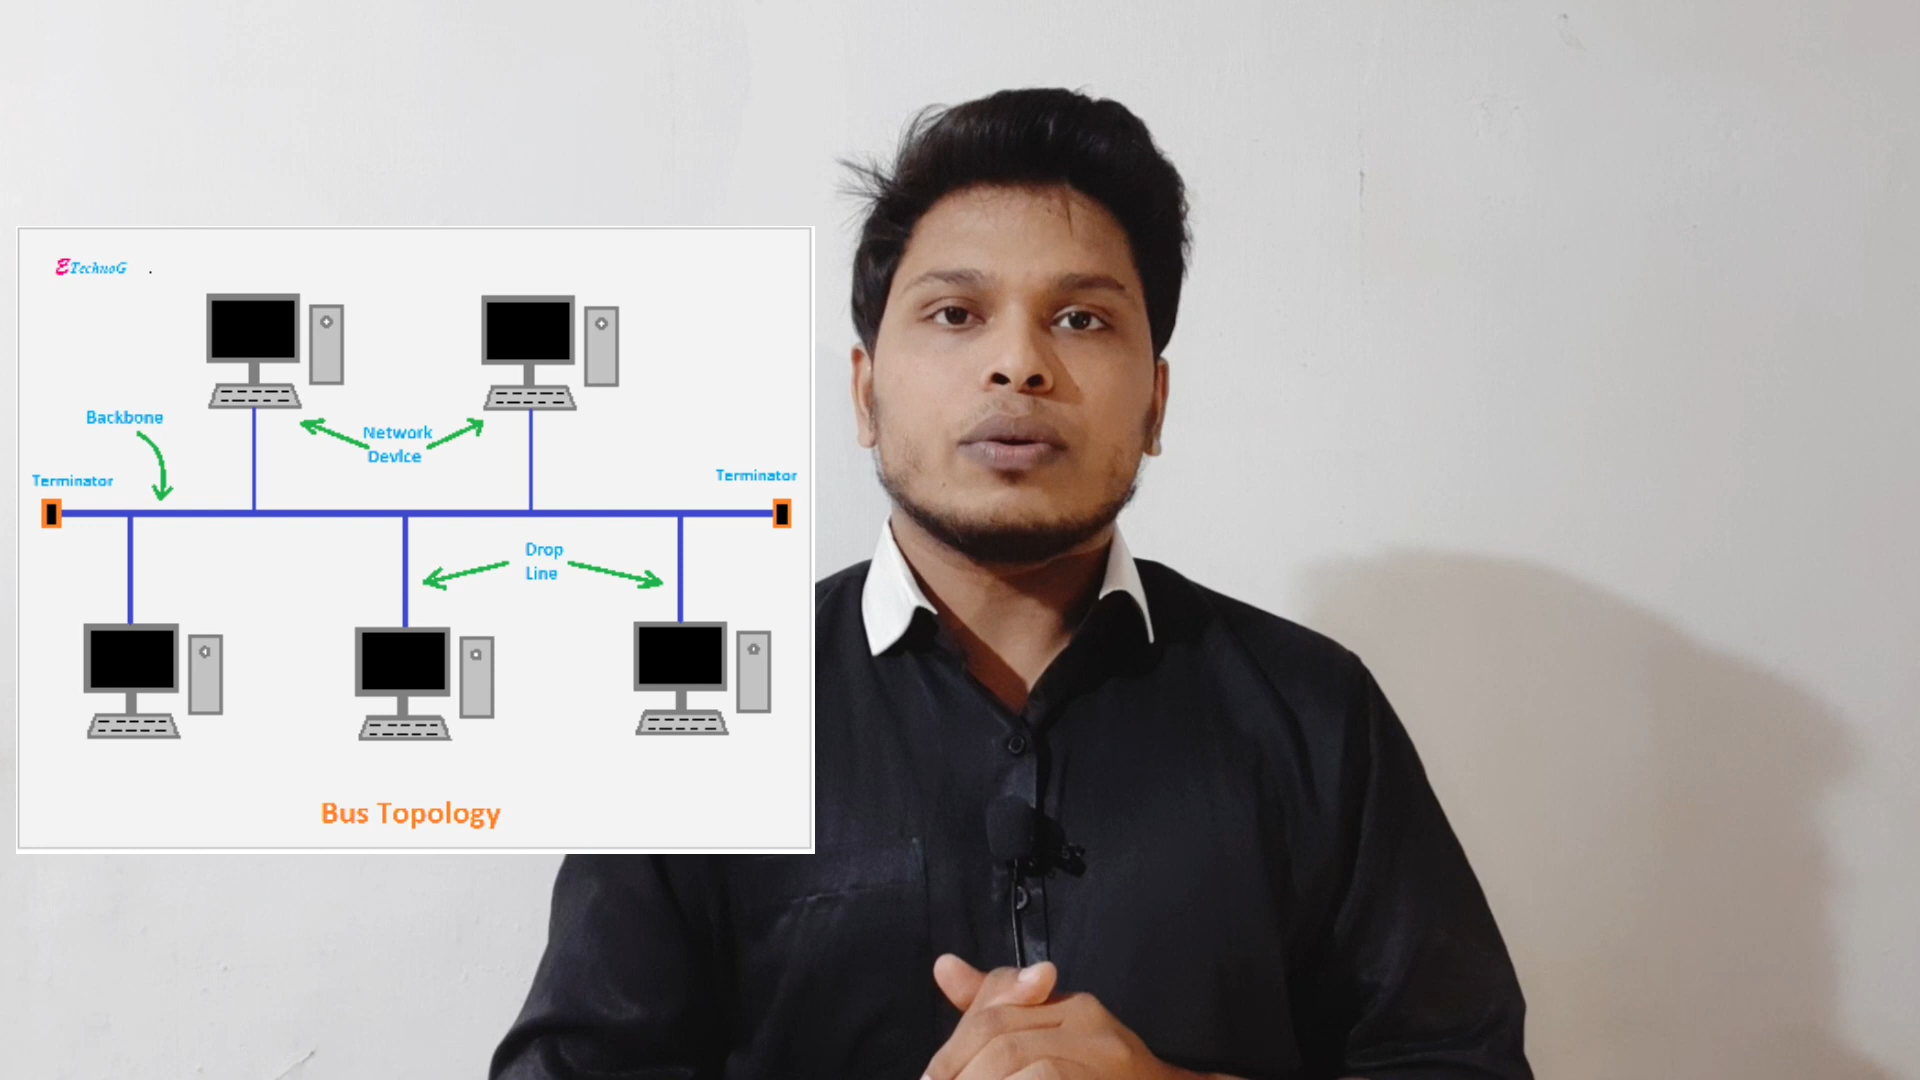 ETechnoG .
Backbone
Network
Device
Terminator
Terminator
Drop
Line
Bus Topology